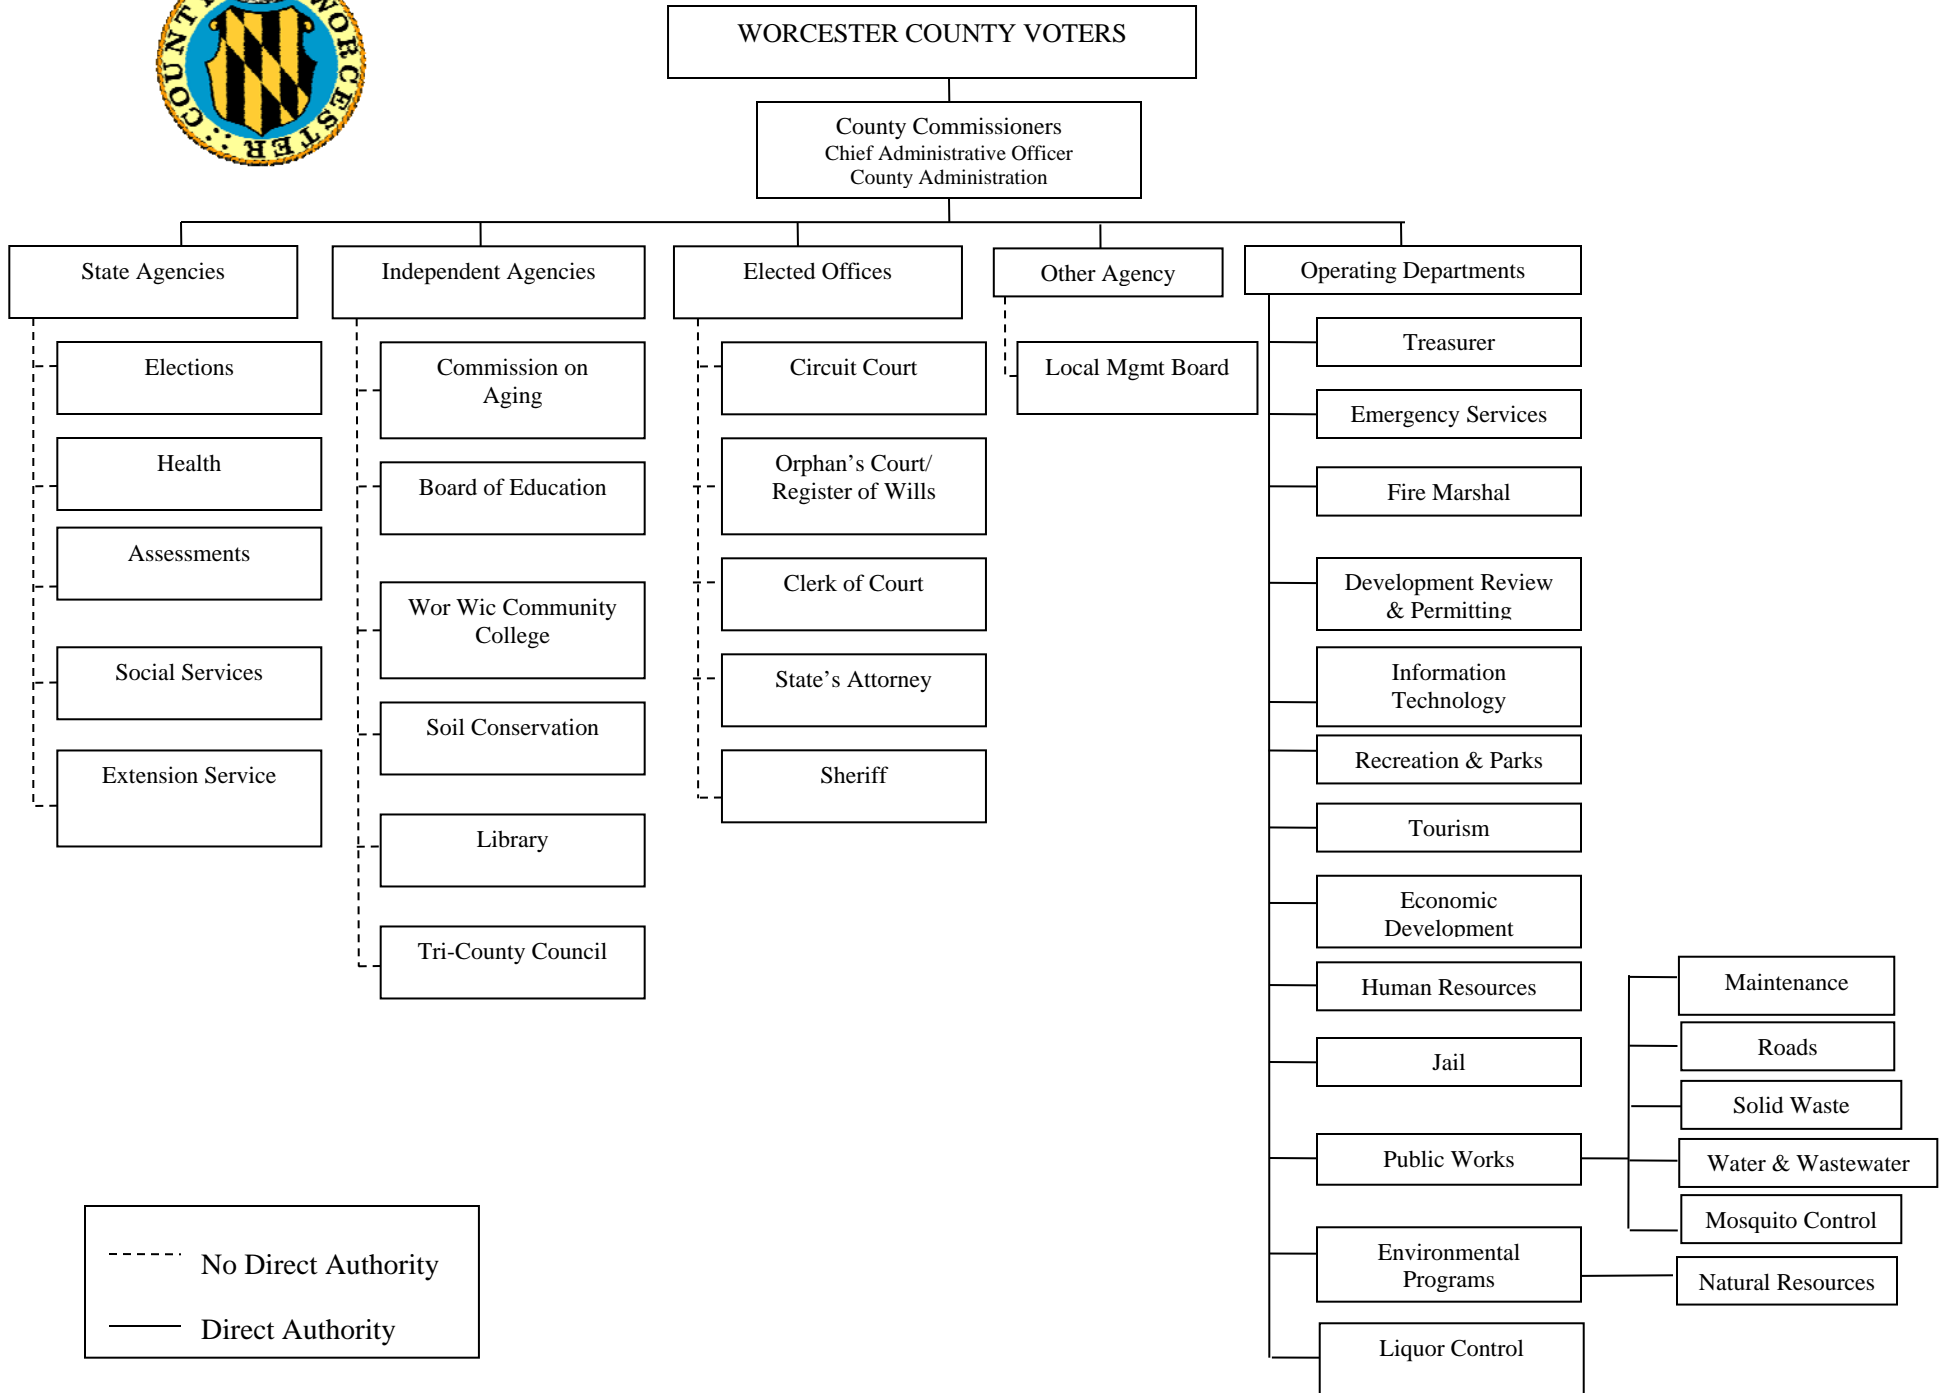 COUNTY
WORCESTER
WORCESTER COUNTY VOTERS
County Commissioners
Chief Administrative Officer
County Administration
State Agencies
Independent Agencies
Elected Offices
Other Agency
Operating Departments
Elections
Health
Assessments
Social Services
Extension Service
Commission on
Aging
Board of Education
Wor Wic Community
College
Soil Conservation
Library
Tri-County Council
Circuit Court
Orphan’s Court/
Register of Wills
Clerk of Court
State’s Attorney
Sheriff
Local Mgmt Board
Treasurer
Emergency Services
Fire Marshal
Development Review
& Permitting
Information
Technology
Recreation & Parks
Tourism
Economic
Development
Human Resources
Jail
Public Works
Maintenance
Roads
Solid Waste
Water & Wastewater
Mosquito Control
Environmental
Programs
Natural Resources
Liquor Control
No Direct Authority
Direct Authority